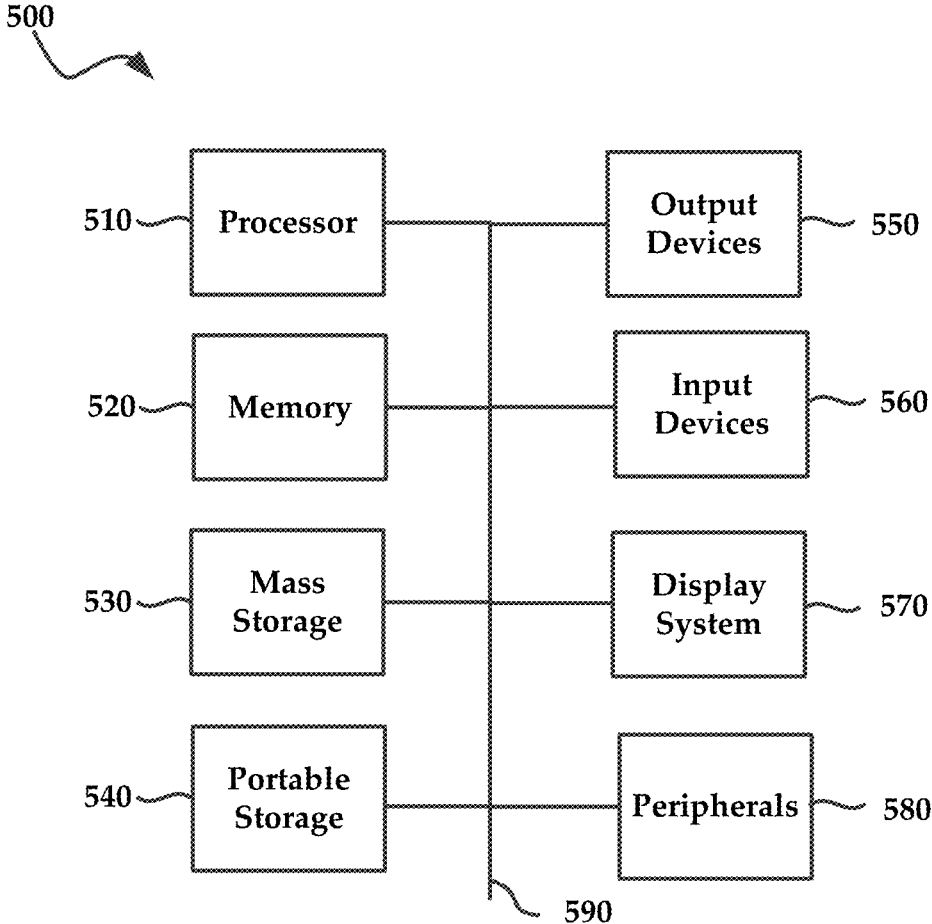 500
510
Processor
Output
Devices
550
520
Memory
Input
Devices
560
530
Mass
Storage
Display
System
570
540
Portable
Storage
Peripherals
580
590